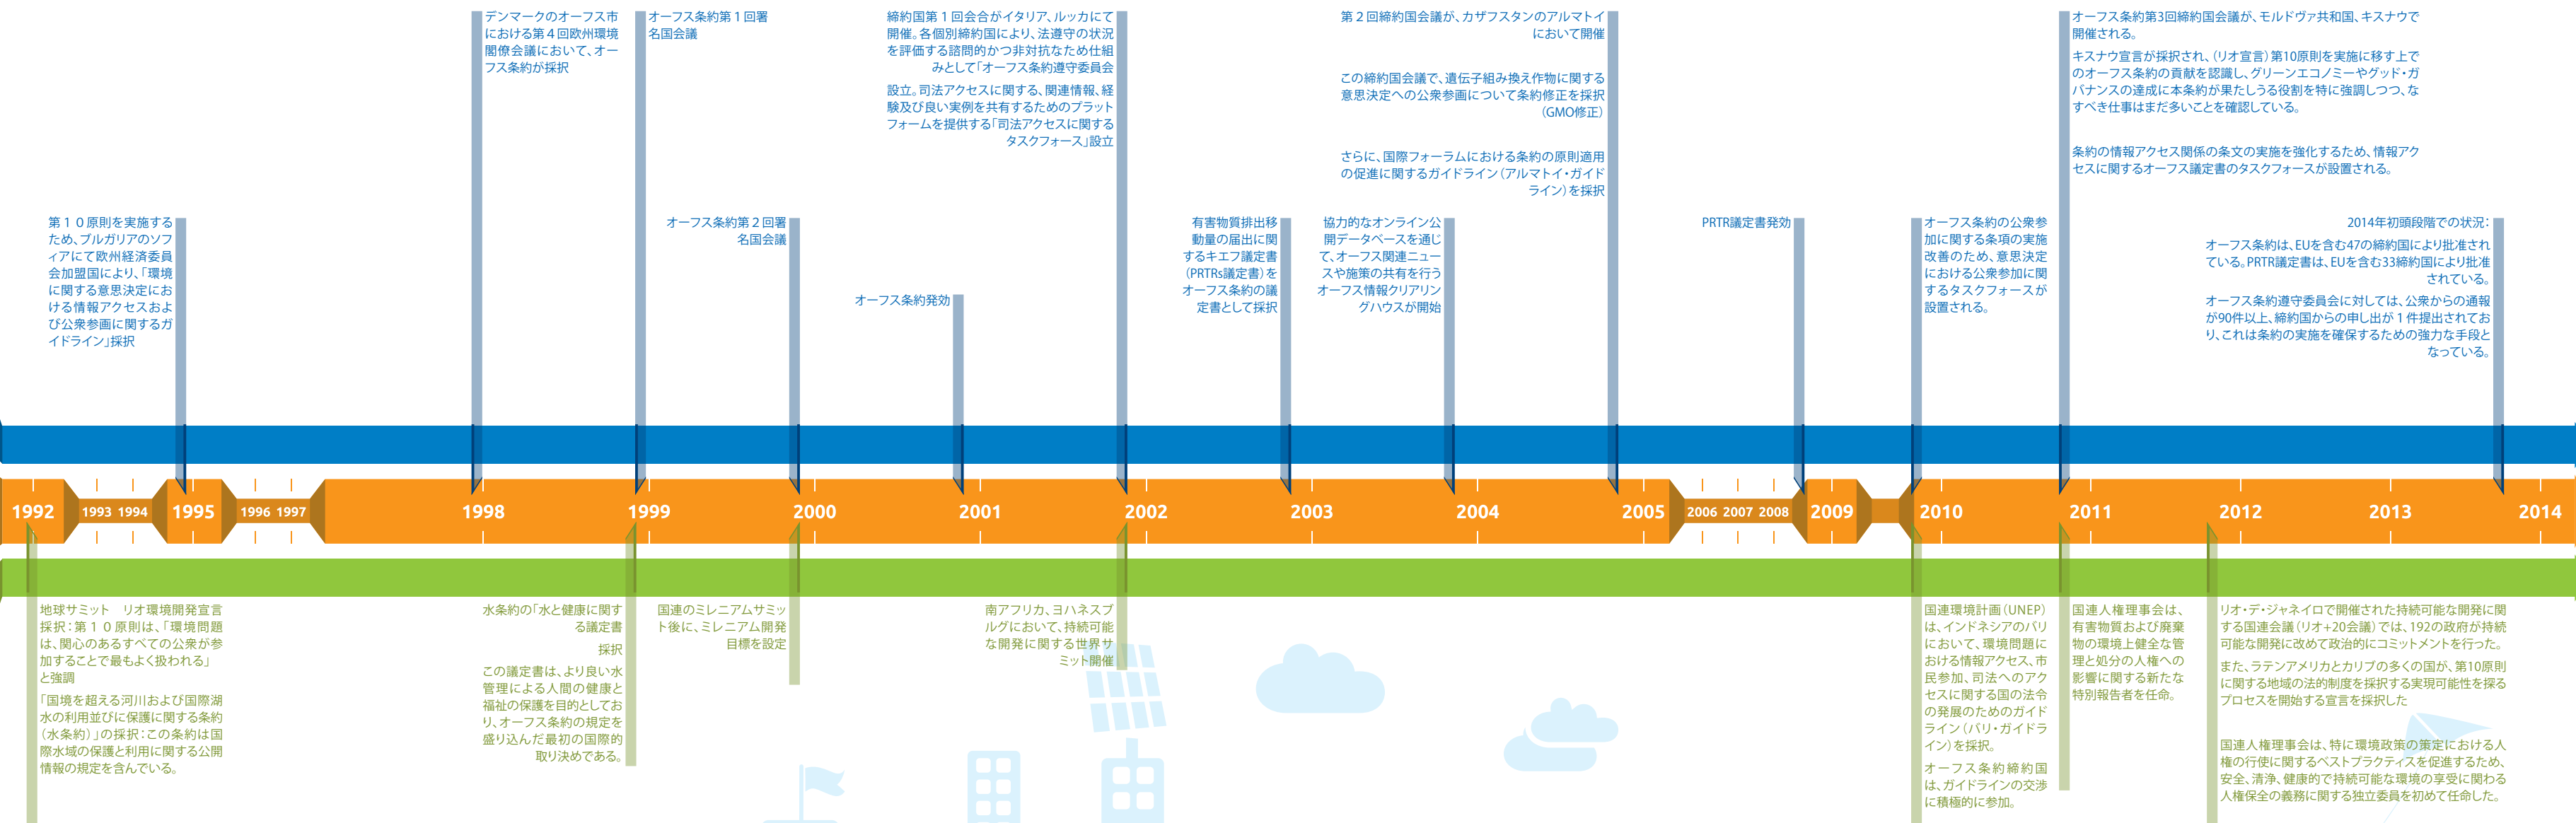 デンマークのオーフス市
における第４回欧州環境
閣僚会議において、オー
フス条約が採択
オーフス条約第１回署
名国会議
締約国第１回会合がイタリア、ルッカにて
開催。各個別締約国により、法遵守の状況
を評価する諮問的かつ非対抗なため仕組
みとして「オーフス条約遵守委員会
設立。司法アクセスに関する、関連情報、経
験及び良い実例を共有するためのプラット
フォームを提供する「司法アクセスに関する
タスクフォース」設立
第２回締約国会議が、カザフスタンのアルマトイ
において開催
この締約国会議で、遺伝子組み換え作物に関する
意思決定への公衆参画について条約修正を採択
（GMO修正）
さらに、国際フォーラムにおける条約の原則適用
の促進に関するガイドライン（アルマトイ・ガイド
ライン）を採択
オーフス条約第3回締約国会議が、モルドヴァ共和国、キスナウで
開催される。
キスナウ宣言が採択され、（リオ宣言）第10原則を実施に移す上で
のオーフス条約の貢献を認識し、グリーンエコノミーやグッド・ガ
バナンスの達成に本条約が果たしうる役割を特に強調しつつ、な
すべき仕事はまだ多いことを確認している。
条約の情報アクセス関係の条文の実施を強化するため、情報アク
セスに関するオーフス議定書のタスクフォースが設置される。
第１０原則を実施する
ため、ブルガリアのソフ
ィアにて欧州経済委員
会加盟国により、「環境
に関する意思決定にお
ける情報アクセスおよ
び公衆参画に関するガ
イドライン」採択
オーフス条約第２回署
名国会議
オーフス条約発効
有害物質排出移
動量の届出に関
するキエフ議定書
（PRTRs議定書）を
オーフス条約の議
定書として採択
協力的なオンライン公
開データベースを通じ
て、オーフス関連ニュー
スや施策の共有を行う
オーフス情報クリアリン
グハウスが開始
PRTR議定書発効
オーフス条約の公衆参
加に関する条項の実施
改善のため、意思決定
における公衆参加に関
するタスクフォースが
設置される。
2014年初頭段階での状況：
オーフス条約は、EUを含む47の締約国により批准され
ている。PRTR議定書は、EUを含む33締約国により批准
されている。
オーフス条約遵守委員会に対しては、公衆からの通報
が90件以上、締約国からの申し出が１件提出されてお
り、これは条約の実施を確保するための強力な手段と
なっている。
1992 1993 1994 1995 1996 1997 1998 1999 2000 2001 2002 2003 2004 2005 2006 2007 2008 2009 2010 2011 2012 2013 2014
地球サミット　リオ環境開発宣言
採択：第１０原則は、「環境問題
は、関心のあるすべての公衆が参
加することで最もよく扱われる」
と強調
「国境を超える河川および国際湖
水の利用並びに保護に関する条約
（水条約）」の採択：この条約は国
際水域の保護と利用に関する公開
情報の規定を含んでいる。
水条約の「水と健康に関す
る議定書
採択
この議定書は、より良い水
管理による人間の健康と
福祉の保護を目的としてお
り、オーフス条約の規定を
盛り込んだ最初の国際的
取り決めである。
国連のミレニアムサミッ
ト後に、ミレニアム開発
目標を設定
南アフリカ、ヨハネスブ
ルグにおいて、持続可能
な開発に関する世界サ
ミット開催
国連環境計画（UNEP）
は、インドネシアのバリ
において、環境問題に
おける情報アクセス、市
民参加、司法へのアク
セスに関する国の法令
の発展のためのガイド
ライン（バリ・ガイドラ
イン）を採択。
オーフス条約締約国
は、ガイドラインの交渉
に積極的に参加。
国連人権理事会は、
有害物質および廃棄
物の環境上健全な管
理と処分の人権への
影響に関する新たな
特別報告者を任命。
リオ・デ・ジャネイロで開催された持続可能な開発に関
する国連会議（リオ+20会議）では、192の政府が持続
可能な開発に改めて政治的にコミットメントを行った。
また、ラテンアメリカとカリブの多くの国が、第10原則
に関する地域の法的制度を採択する実現可能性を探る
プロセスを開始する宣言を採択した
国連人権理事会は、特に環境政策の策定における人
権の行使に関するベストプラクティスを促進するため、
安全、清浄、健康的で持続可能な環境の享受に関わる
人権保全の義務に関する独立委員を初めて任命した。